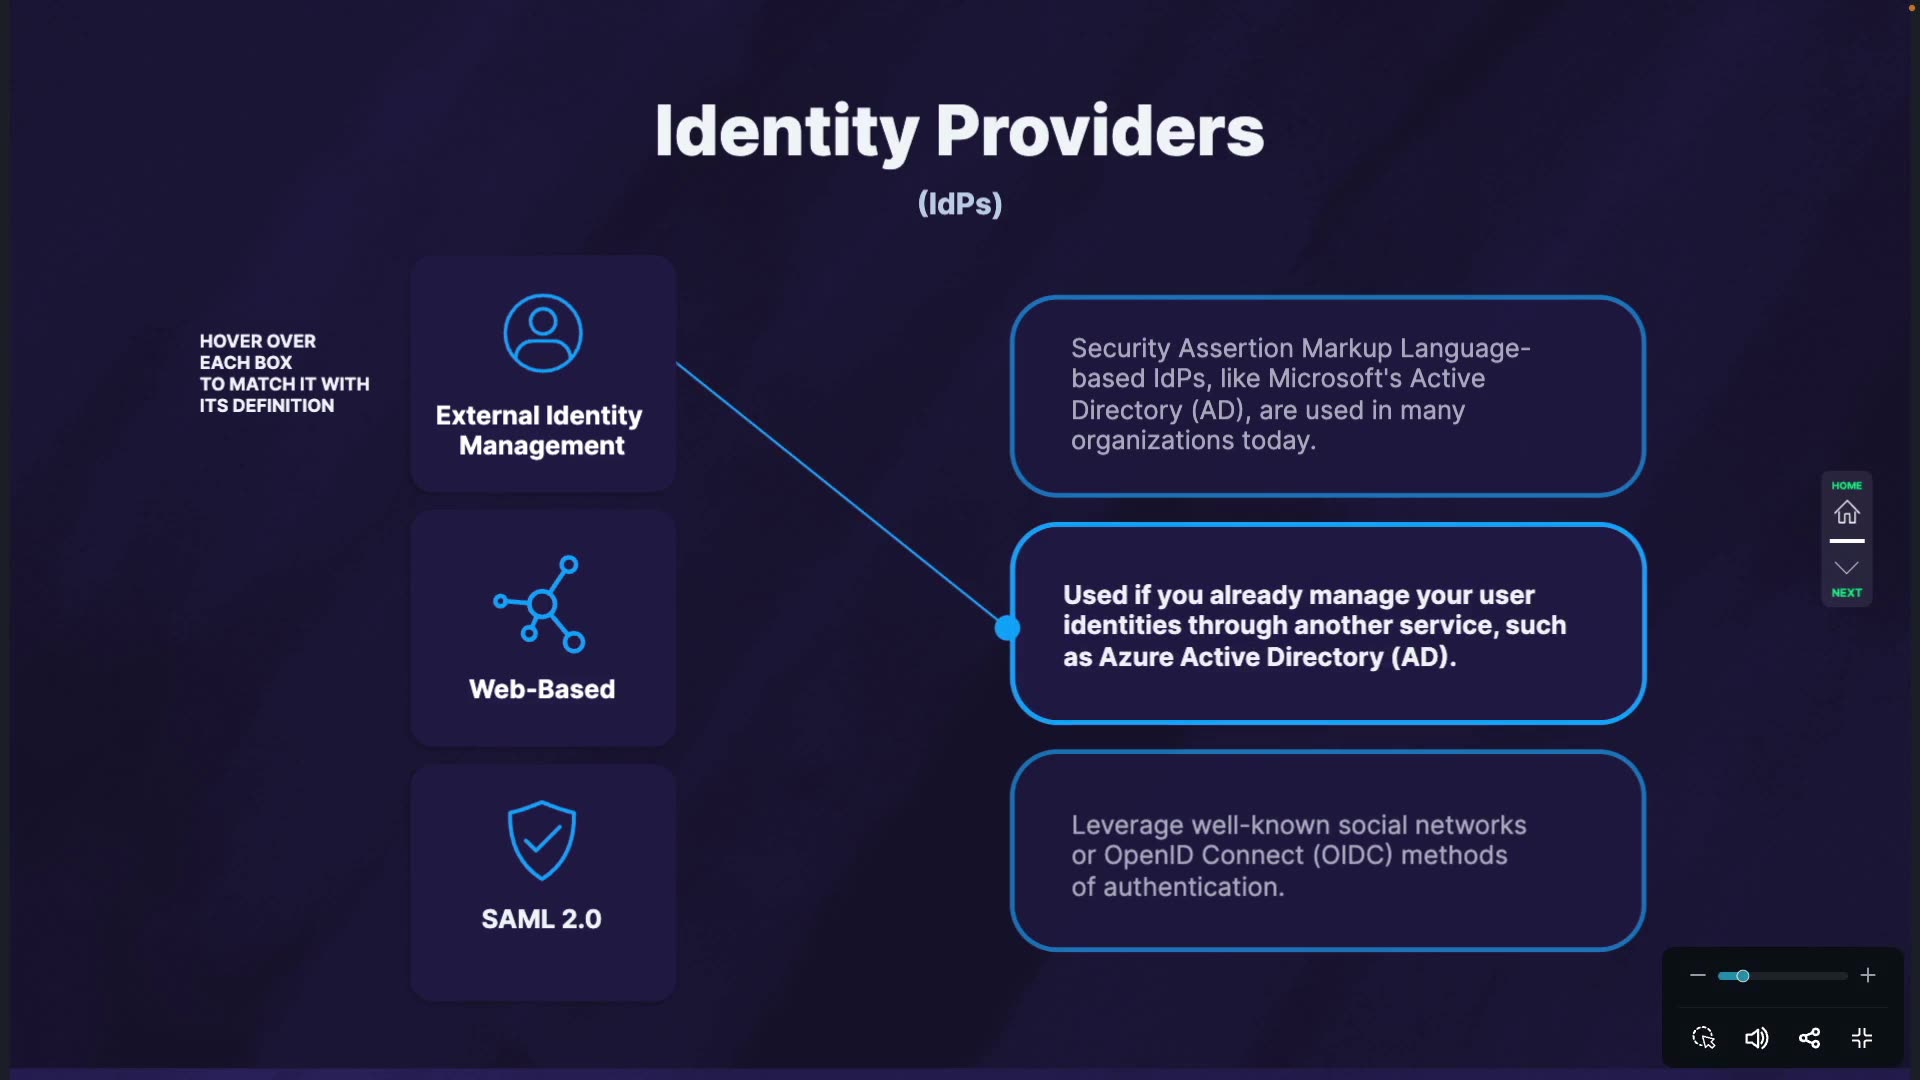 Identity Providers
(IdPs)
HOVER OVER
EACH BOX
TO MATCH IT WITH
ITS DEFINITION
External Identity
Management
Web-Based
SAML 2.0
Security Assertion Markup Language-
based IdPs, like Microsoft's Active
Directory (AD), are used in many
organizations today.
Used if you already manage your user
identities through another service, such
as Azure Active Directory (AD).
Leverage well-known social networks
or OpenID Connect (OIDC) methods
of authentication.
HOME
NEXT